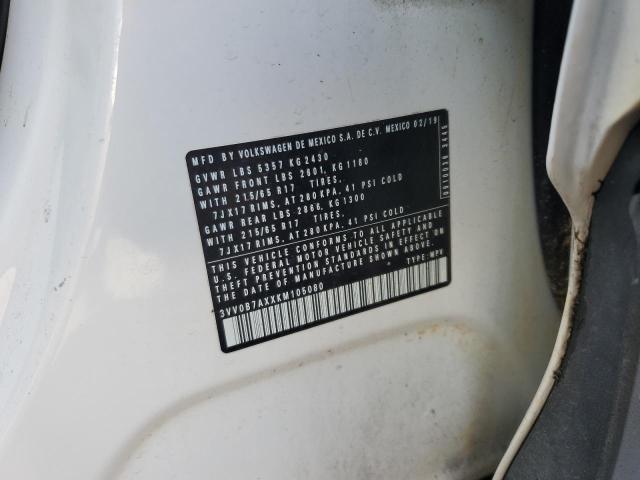 MFD BY VOLKSWAGEN DE MEXICO S.A. DE C.V. MEXICO 02/19
GVWR LBS 5357 KG 2430
GAWR FRONT LBS 2601, KG 1180
WITH 215/65 R17 TIRES,
7JX17 RIMS. AT 280 KPA. 41 PSI COLD
GAWR REAR LBS 2866, KG 1300
WITH 215/65 R17 TIRES,
7JX17 RIMS. AT 280 KPA. 41 PSI COLD
THIS VEHICLE CONFORMS TO ALL APPLICABLE
U.S. FEDERAL MOTOR VEHICLE SAFETY AND
THEFT PREVENTION STANDARDS IN EFFECT ON
THE DATE OF MANUFACTURE SHOWN ABOVE.
TYPE: MPV
3VV0B7AXXKM105080